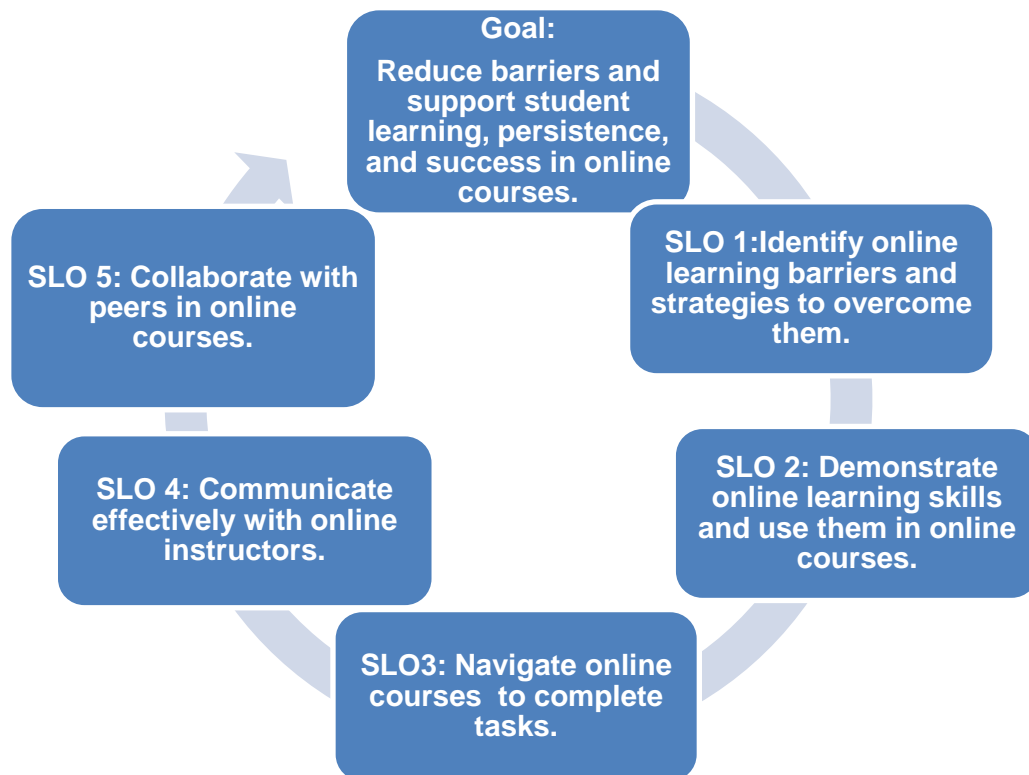 Goal:
Reduce barriers and
support student
learning, persistence,
and success in online
courses.
SLO 1:Identify online
learning barriers and
strategies to overcome
them.
SLO 2: Demonstrate
online learning skills
and use them in online
courses.
SLO3: Navigate online
courses  to complete
tasks.
SLO 4: Communicate
effectively with online
instructors.
SLO 5: Collaborate with
peers in online
courses.